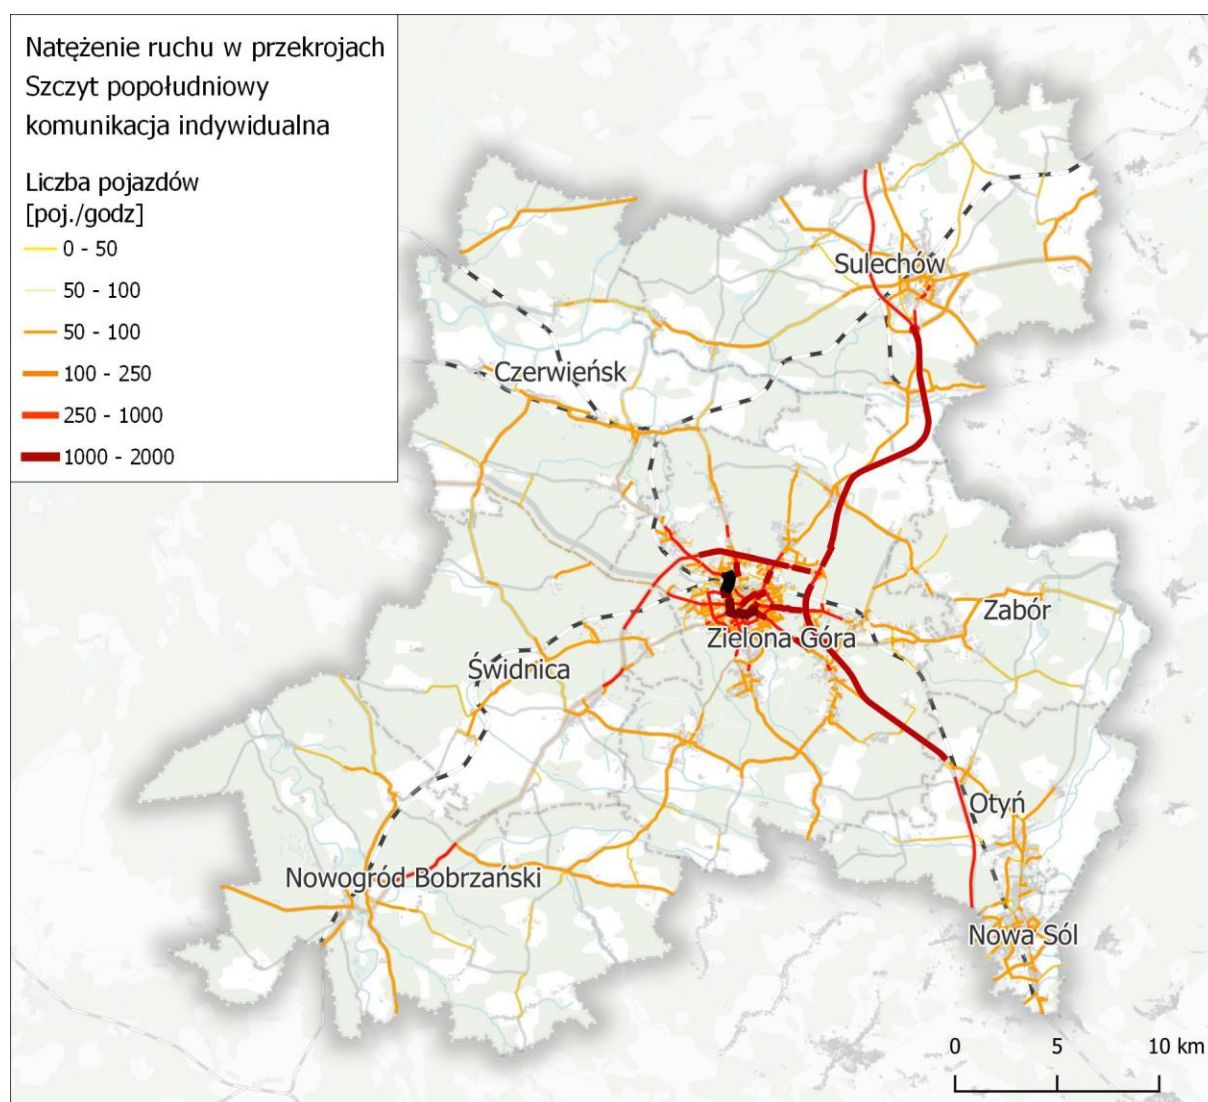 Natężenie ruchu w przekrojach
Szczyt popołudniowy
komunikacja indywidualna
Liczba pojazdów
[poj./godz]
0 - 50
50 - 100
50 - 100
100 - 250
250 - 1000
1000 - 2000
Sulechów
Czerwieńsk
Zabór
Zielona Góra
Świdnica
Otyń
Nowogród Bobrzański
Nowa Sól
0 5 10 km